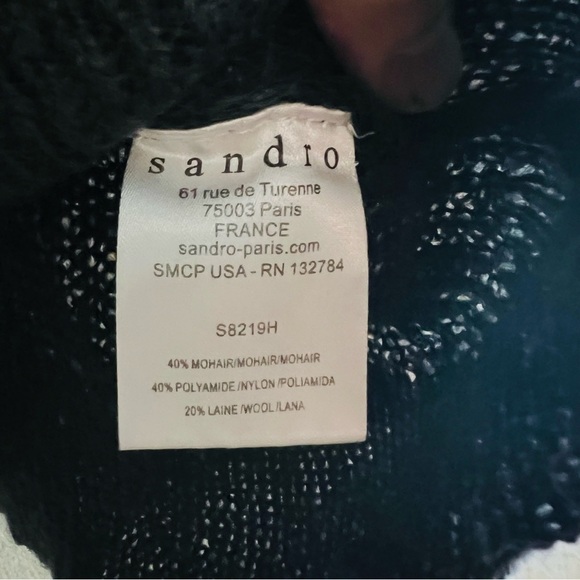 sandro
61 rue de Turenne
75003 Paris
FRANCE
sandro-paris.com
SMCP USA - RN 132784
S8219H
40% MOHAIR/MOHAIR/MOHAIR
40% POLYAMIDE/NYLON/POLIAMIDA
20% LAINE/WOOL/LANA